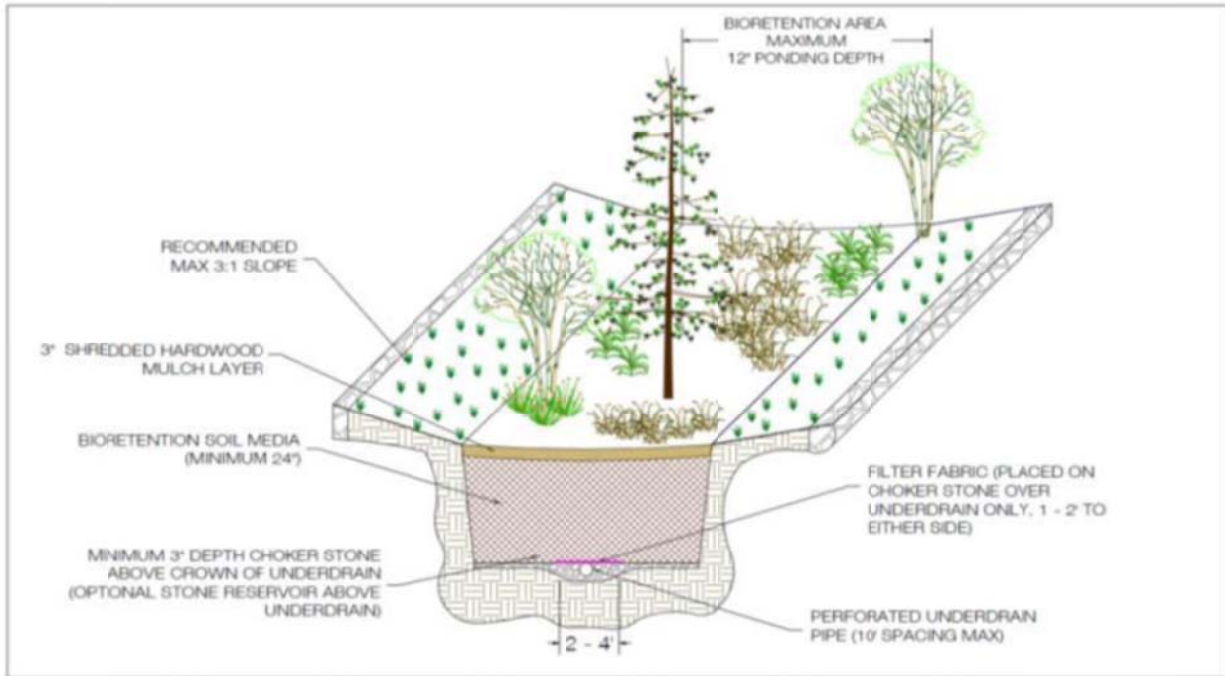 BIORETENTION AREA
MAXIMUM
12" PONDING DEPTH
RECOMMENDED
MAX 3:1 SLOPE
3" SHREDDED HARDWOOD
MULCH LAYER
BIORETENTION SOIL MEDIA
(MINIMUM 24")
MINIMUM 3" DEPTH CHOKER STONE
ABOVE CROWN OF UNDERDRAIN
(OPTIONAL STONE RESERVOIR ABOVE
UNDERDRAIN)
FILTER FABRIC (PLACED ON
CHOKER STONE OVER
UNDERDRAIN ONLY, 1 - 2' TO
EITHER SIDE)
PERFORATED UNDERDRAIN
PIPE (10' SPACING MAX)
2 - 4'